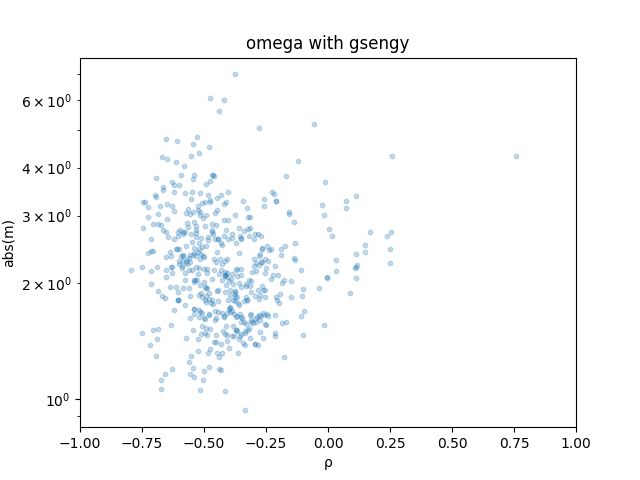 omega with gsengy
abs(m)
6 × 10⁰
4 × 10⁰
3 × 10⁰
2 × 10⁰
10⁰
−1.00 −0.75 −0.50 −0.25 0.00 0.25 0.50 0.75 1.00
ρ